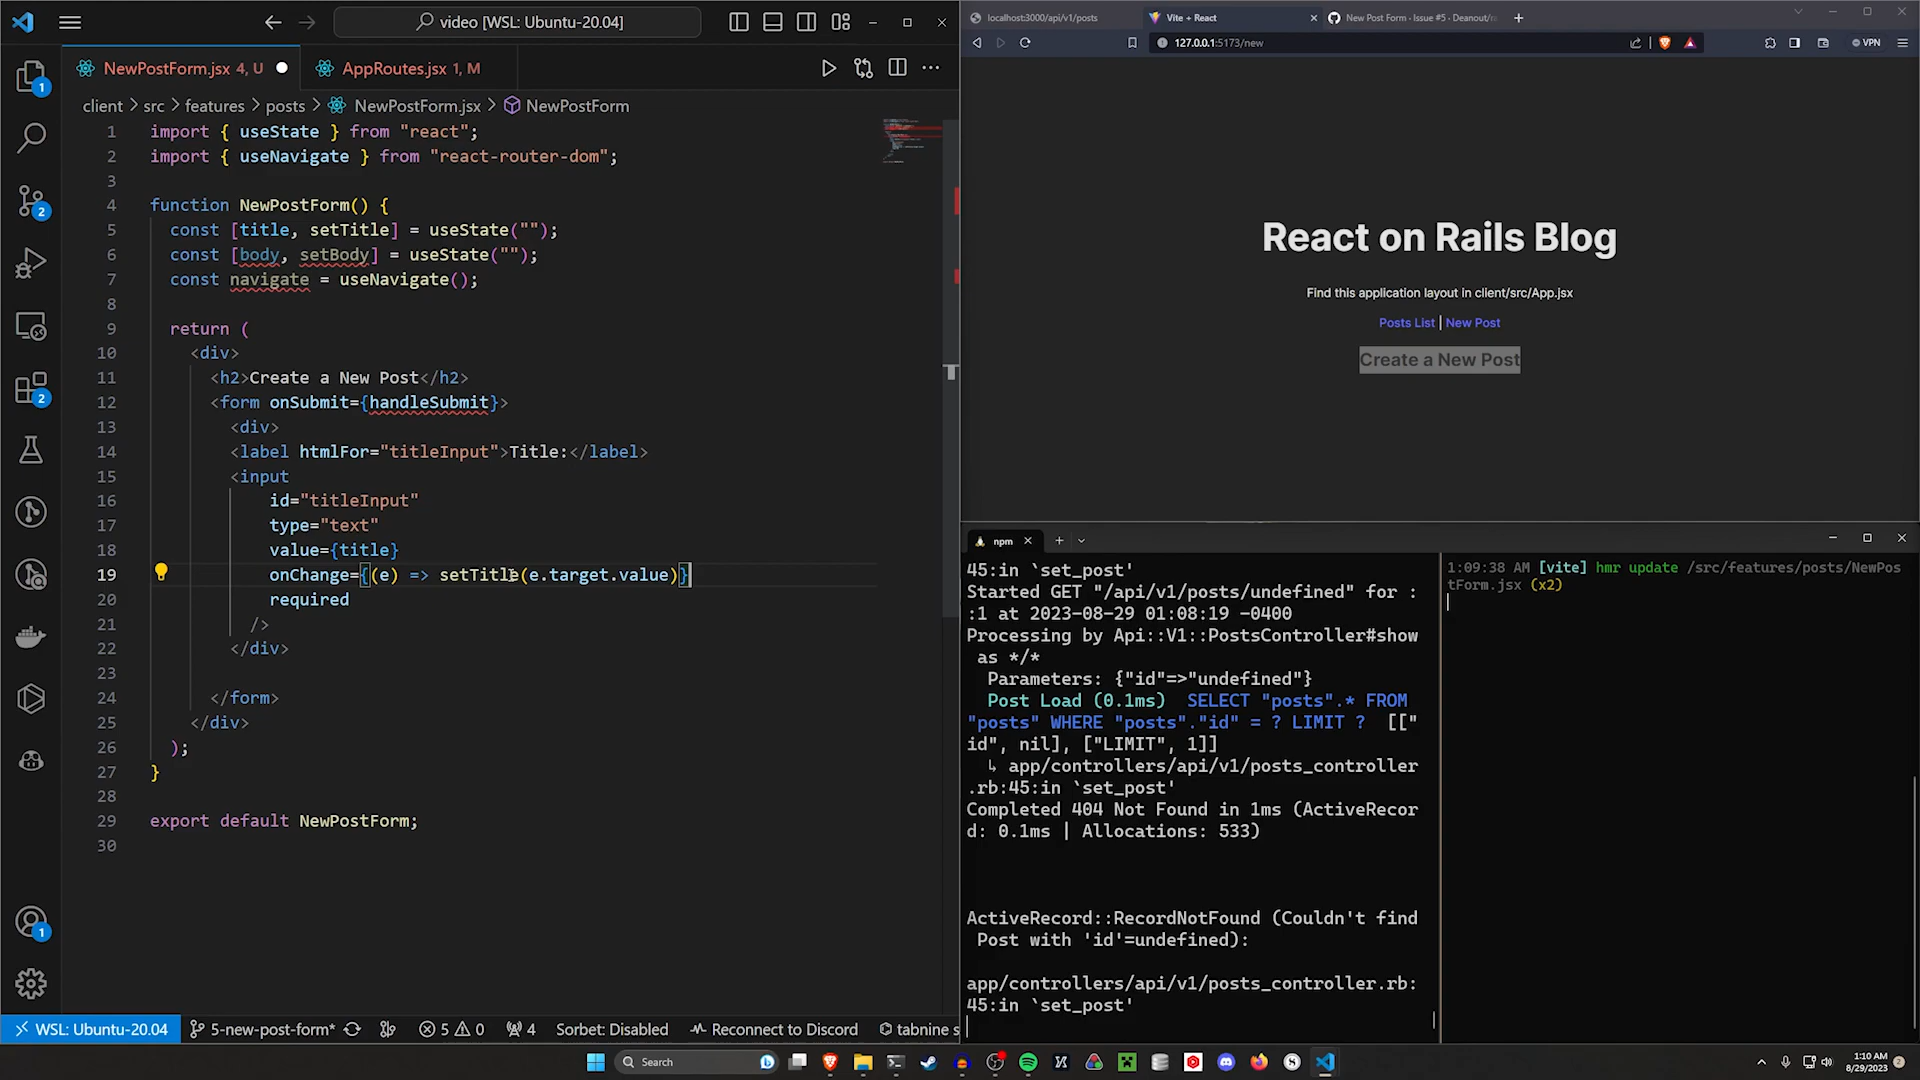 video [WSL: Ubuntu-20.04]
NewPostForm.jsx 4, U
AppRoutes.jsx 1, M
client > src > features > posts > NewPostForm.jsx > NewPostForm
1 import { useState } from "react";
2 import { useNavigate } from "react-router-dom";
3
4 function NewPostForm() {
5 const [title, setTitle] = useState("");
6 const [body, setBody] = useState("");
7 const navigate = useNavigate();
8
9 return (
10 <div>
11 <h2>Create a New Post</h2>
12 <form onSubmit={handleSubmit}>
13 <div>
14 <label htmlFor="titleInput">Title:</label>
15 <input
16 id="titleInput"
17 type="text"
18 value={title}
19 onChange={(e) => setTitle(e.target.value)}
20 required
21 />
22 </div>
23
24 </form>
25 </div>
26 );
27 }
28
29 export default NewPostForm;
30
1
2
2
1
WSL: Ubuntu-20.04 5-new-post-form* 5 0 4 Sorbet: Disabled Reconnect to Discord tabnine s
localhost:3000/api/v1/posts
Vite + React
New Post Form · Issue #5 · Deanout/r
127.0.0.1:5173/new
VPN
React on Rails Blog
Find this application layout in client/src/App.jsx
Posts List | New Post
Create a New Post
npm
45:in `set_post'
Started GET "/api/v1/posts/undefined" for :
:1 at 2023-08-29 01:08:19 -0400
Processing by Api::V1::PostsController#show
as */*
Parameters: {"id"=>"undefined"}
Post Load (0.1ms) SELECT "posts".* FROM
"posts" WHERE "posts"."id" = ? LIMIT ? [["
id", nil], ["LIMIT", 1]]
↳ app/controllers/api/v1/posts_controller
.rb:45:in `set_post'
Completed 404 Not Found in 1ms (ActiveRecor
d: 0.1ms | Allocations: 533)
ActiveRecord::RecordNotFound (Couldn't find
Post with 'id'=undefined):
app/controllers/api/v1/posts_controller.rb:
45:in `set_post'
1:09:38 AM [vite] hmr update /src/features/posts/NewPos
tForm.jsx (x2)
Search
1:10 AM
8/29/2023
2